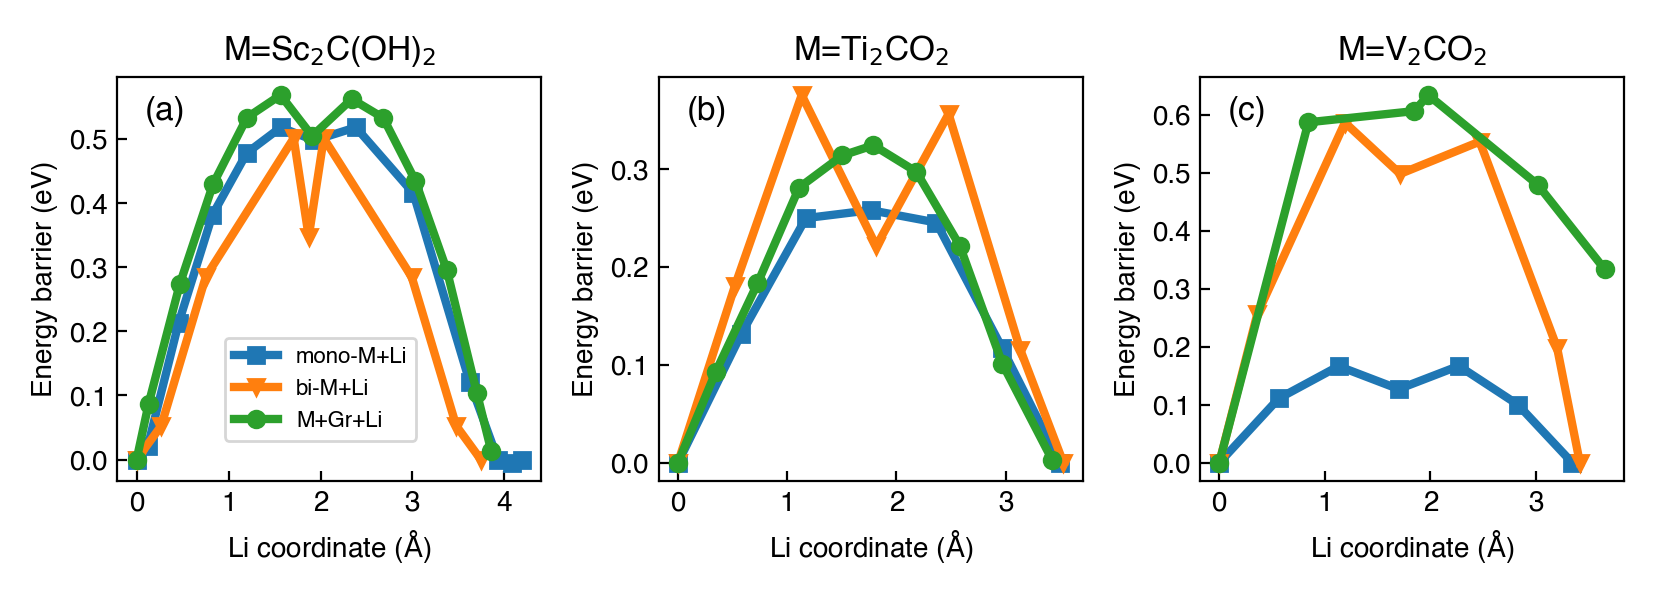 M=Sc₂C(OH)₂
(a)
Energy barrier (eV)
0.5
0.4
0.3
0.2
0.1
0.0
mono-M+Li
bi-M+Li
M+Gr+Li
0 1 2 3 4
Li coordinate (Å)
M=Ti₂CO₂
(b)
Energy barrier (eV)
0.3
0.2
0.1
0.0
0 1 2 3
Li coordinate (Å)
M=V₂CO₂
(c)
Energy barrier (eV)
0.6
0.5
0.4
0.3
0.2
0.1
0.0
0 1 2 3
Li coordinate (Å)